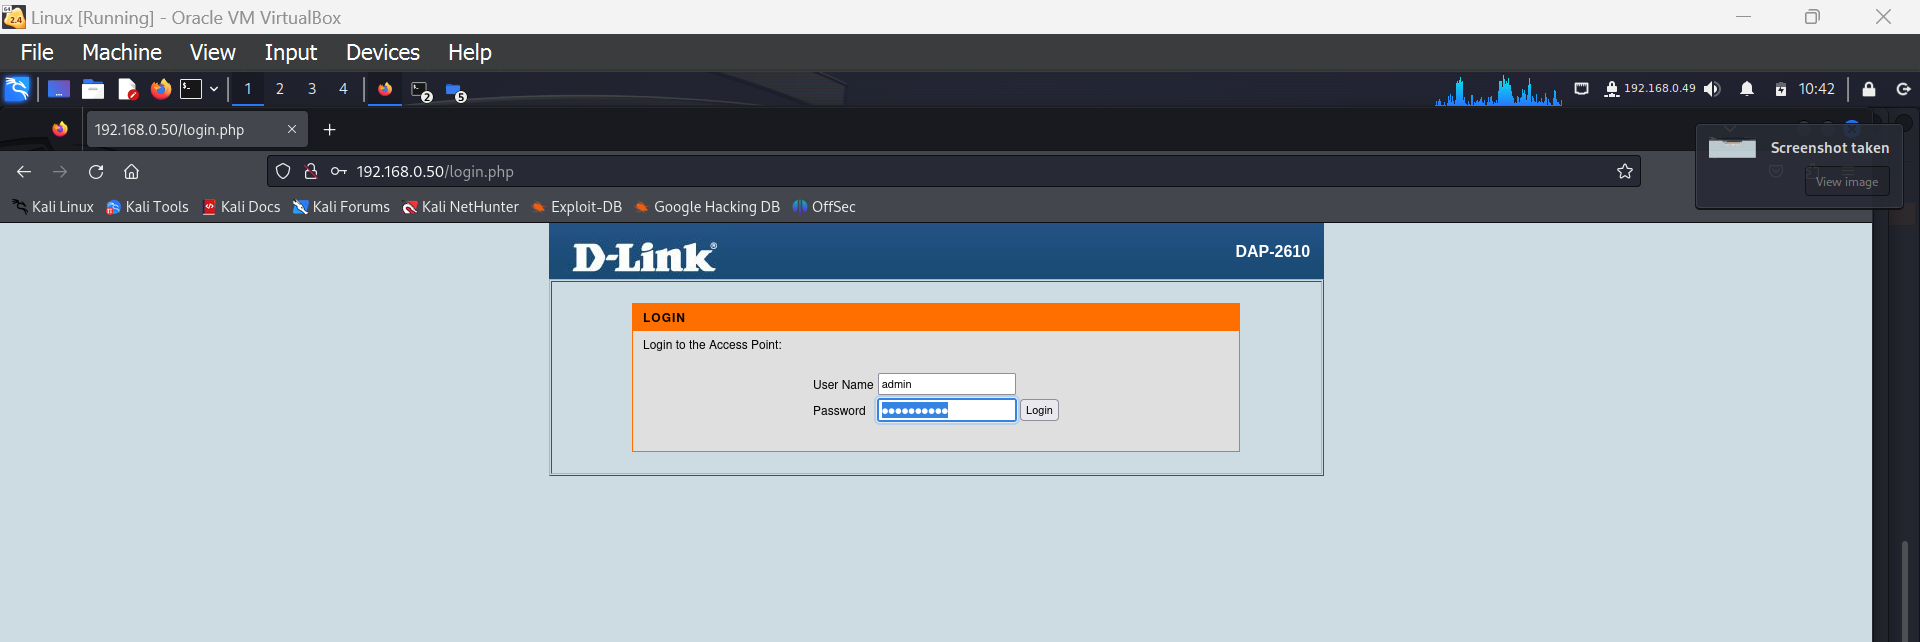 Linux [Running] - Oracle VM VirtualBox
File Machine View Input Devices Help
1 2 3 4 2 5 192.168.0.49 10:42
192.168.0.50/login.php
Screenshot taken
View image
192.168.0.50/login.php
Kali Linux Kali Tools Kali Docs Kali Forums Kali NetHunter Exploit-DB Google Hacking DB OffSec
D-Link® DAP-2610
LOGIN
Login to the Access Point:
User Name admin
Password Login